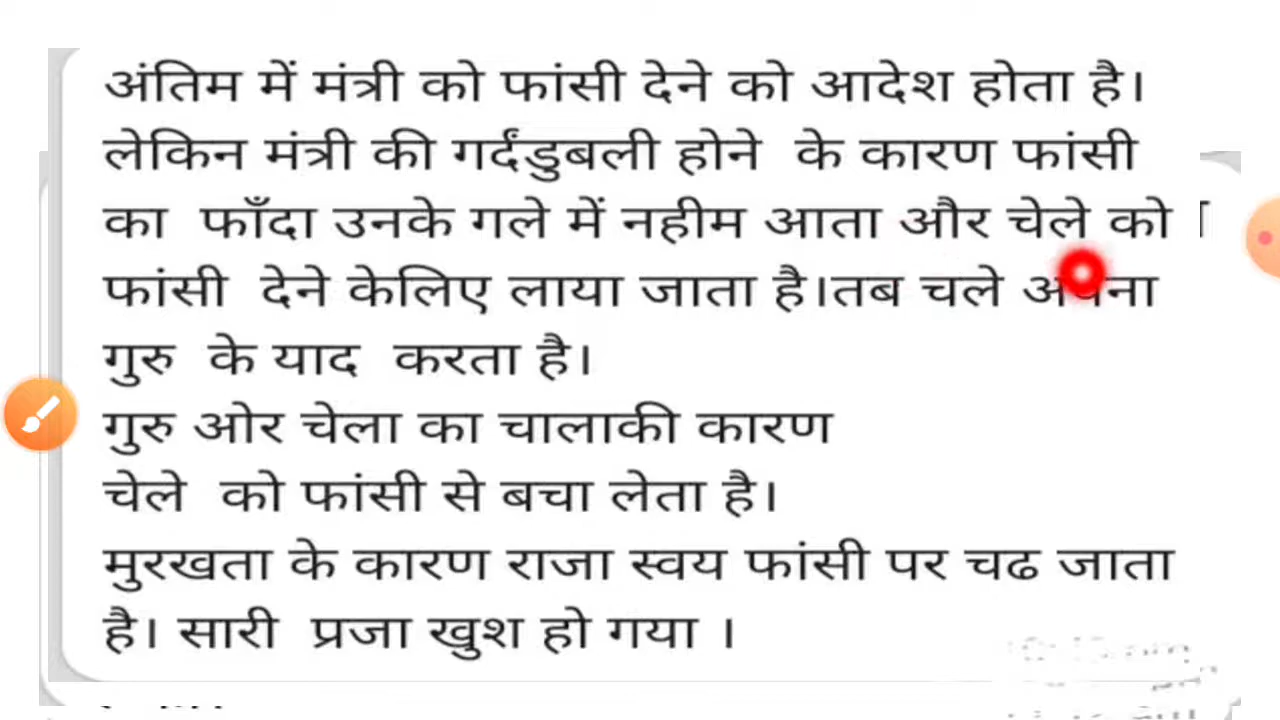 अंतिम में मंत्री को फांसी देने को आदेश होता है।
लेकिन मंत्री की गर्दंडुबली होने के कारण फांसी
का फाँदा उनके गले में नहीम आता और चेले को
फांसी देने केलिए लाया जाता है।तब चले अपना
गुरु के याद करता है।
गुरु ओर चेला का चालाकी कारण
चेले को फांसी से बचा लेता है।
मुरखता के कारण राजा स्वय फांसी पर चढ जाता
है। सारी प्रजा खुश हो गया ।